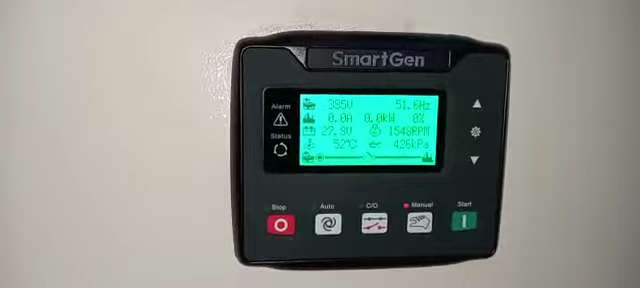 SmartGen
Alarm
Status
395V 51.6Hz
0.0A 0.0kW 0%
27.9V 1548RPM
52°C 426kPa
Stop Auto C/O Manual Start